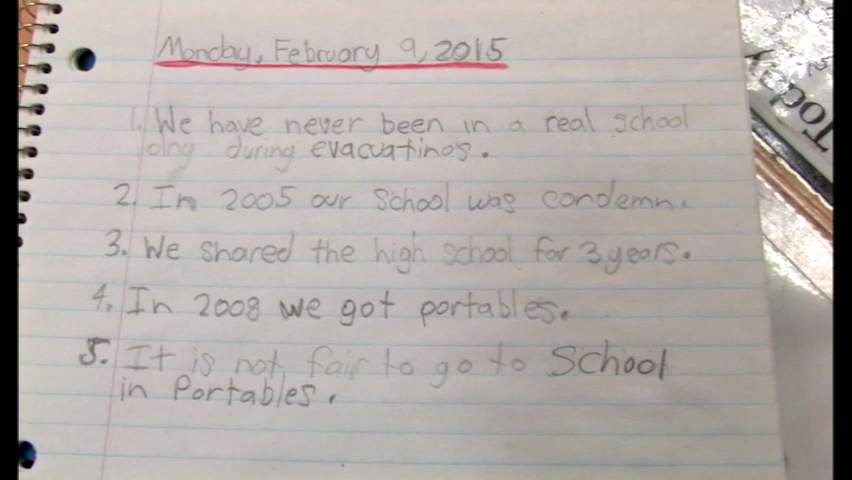 Monday, February 9, 2015
1. We have never been in a real school
olny during evacuatinos.
2. In 2005 our School was condemn.
3. We shared the high school for 3 years.
4. In 2008 we got portables.
5. It is not fair to go to School
in Portables.
Today